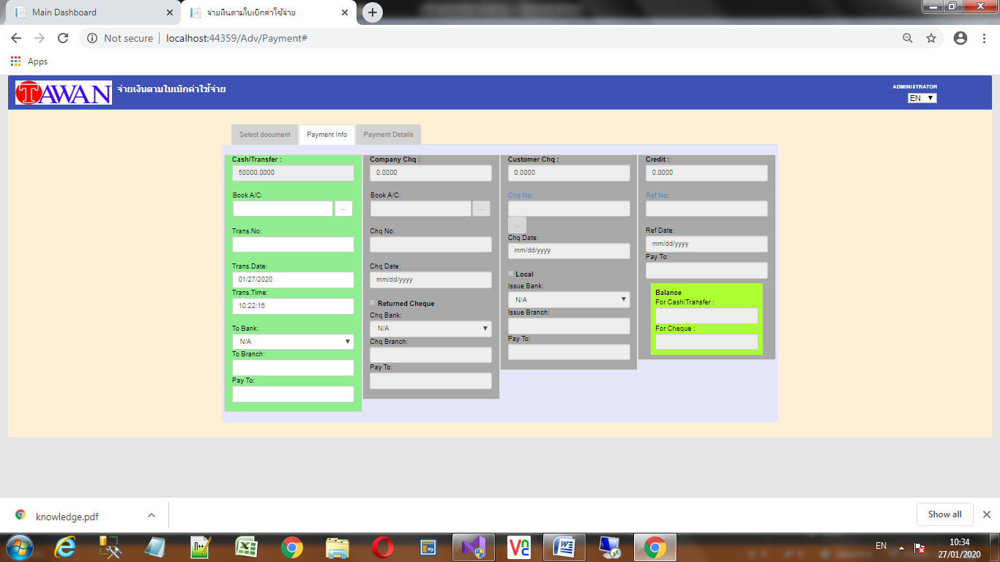 Main Dashboard
จ่ายเงินตามใบเบิกค่าใช้จ่าย
Not secure
localhost:44359/Adv/Payment#
Apps
TAWAN
จ่ายเงินตามใบเบิกค่าใช้จ่าย
ADMINISTRATOR
EN
Select document
Payment Info
Payment Details
Cash/Transfer :
50000.0000
Book A/C:
...
Trans.No:
Trans.Date:
01/27/2020
Trans.Time:
10:22:16
To Bank:
N/A
To Branch:
Pay To:
Company Chq :
0.0000
Book A/C:
...
Chq No:
Chq Date:
mm/dd/yyyy
Returned Cheque
Chq Bank:
N/A
Chq Branch:
Pay To:
Customer Chq :
0.0000
Chq No:
...
Chq Date:
mm/dd/yyyy
Local
Issue Bank:
N/A
Issue Branch:
Pay To:
Credit :
0.0000
Ref No:
Ref Date:
mm/dd/yyyy
Pay To:
Balance
For Cash/Transfer :
For Cheque :
knowledge.pdf
Show all
EN
10:34
27/01/2020